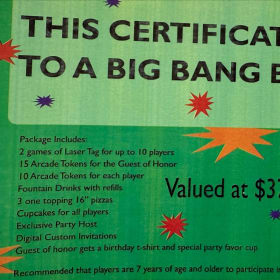 THIS CERTIFICAT
TO A BIG BANG B
Package Includes:
2 games of Laser Tag for up to 10 players
15 Arcade Tokens for the Guest of Honor
10 Arcade Tokens for each player
Fountain Drinks with refills
3 one topping 16" pizzas
Cupcakes for all players
Exclusive Party Host
Digital Custom Invitations
Guest of honor gets a birthday t-shirt and special party favor cup
Valued at $37
Recommended that players are 7 years of age and older to participate